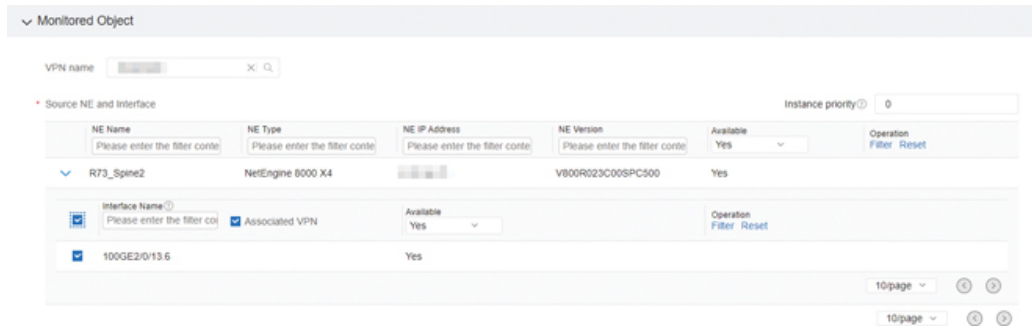 Monitored Object
VPN name
* Source NE and Interface
Instance priority ? 0
NE Name NE Type NE IP Address NE Version Available Operation
Please enter the filter conte Please enter the filter conte Please enter the filter conte Please enter the filter conte Yes Filter Reset
R73_Spine2 NetEngine 8000 X4 V800R023C00SPC500 Yes
Interface Name ? Available Operation
Please enter the filter co Associated VPN Yes Filter Reset
100GE2/0/13.6 Yes
10/page
10/page